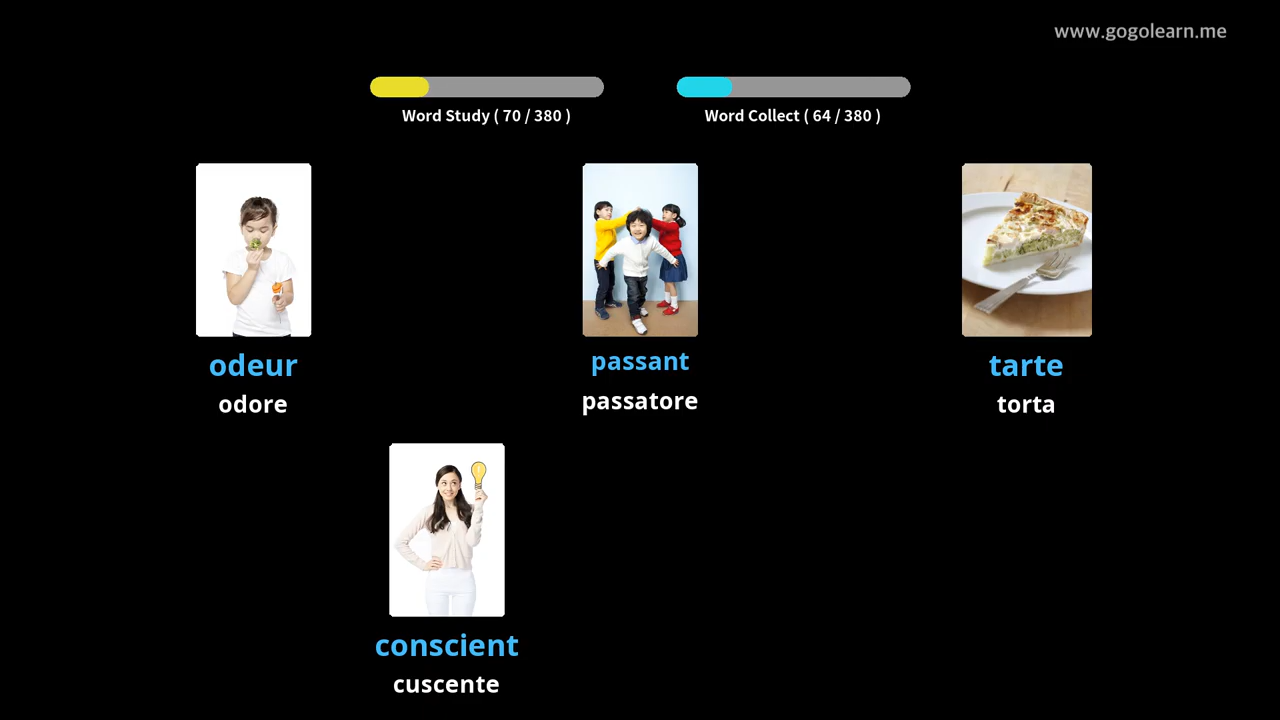 www.gogolearn.me
Word Study ( 70 / 380 )
Word Collect ( 64 / 380 )
odeur
odore
passant
passatore
tarte
torta
conscient
cuscente